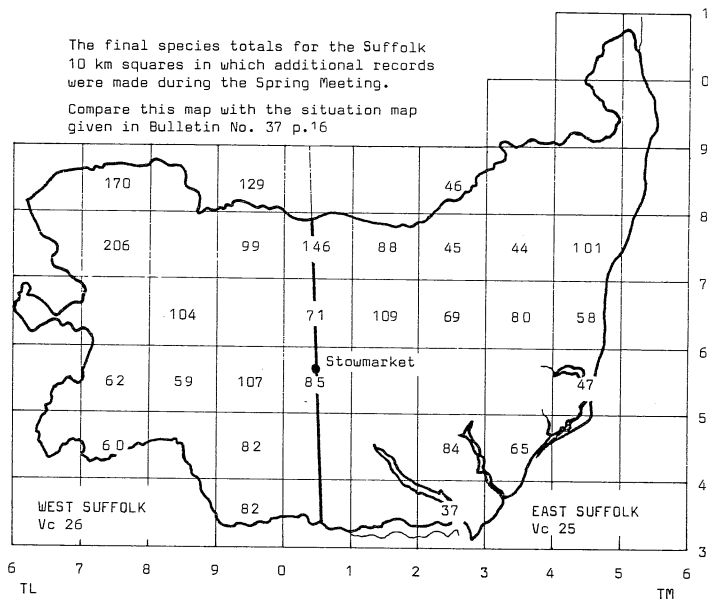 The final species totals for the Suffolk
10 km squares in which additional records
were made during the Spring Meeting.
Compare this map with the situation map
given in Bulletin No. 37 p.16
1
0
9
170 129 46
8
206 99 146 88 45 44 101
7
104 71 109 69 80 58
6
Stowmarket
62 59 107 85 47
5
60 82 84 65
4
WEST SUFFOLK
Vc 26
82 37
EAST SUFFOLK
Vc 25
3
6 7 8 9 0 1 2 3 4 5 6
TL TM